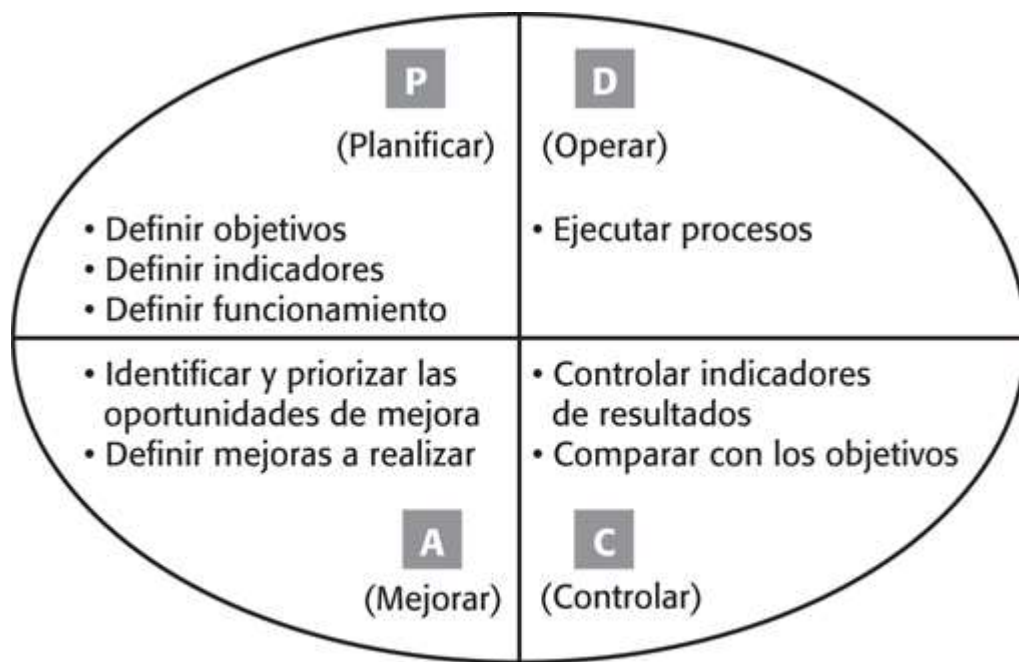 P
(Planificar)
• Definir objetivos
• Definir indicadores
• Definir funcionamiento
D
(Operar)
• Ejecutar procesos
• Identificar y priorizar las
oportunidades de mejora
• Definir mejoras a realizar
A
(Mejorar)
• Controlar indicadores
de resultados
• Comparar con los objetivos
C
(Controlar)